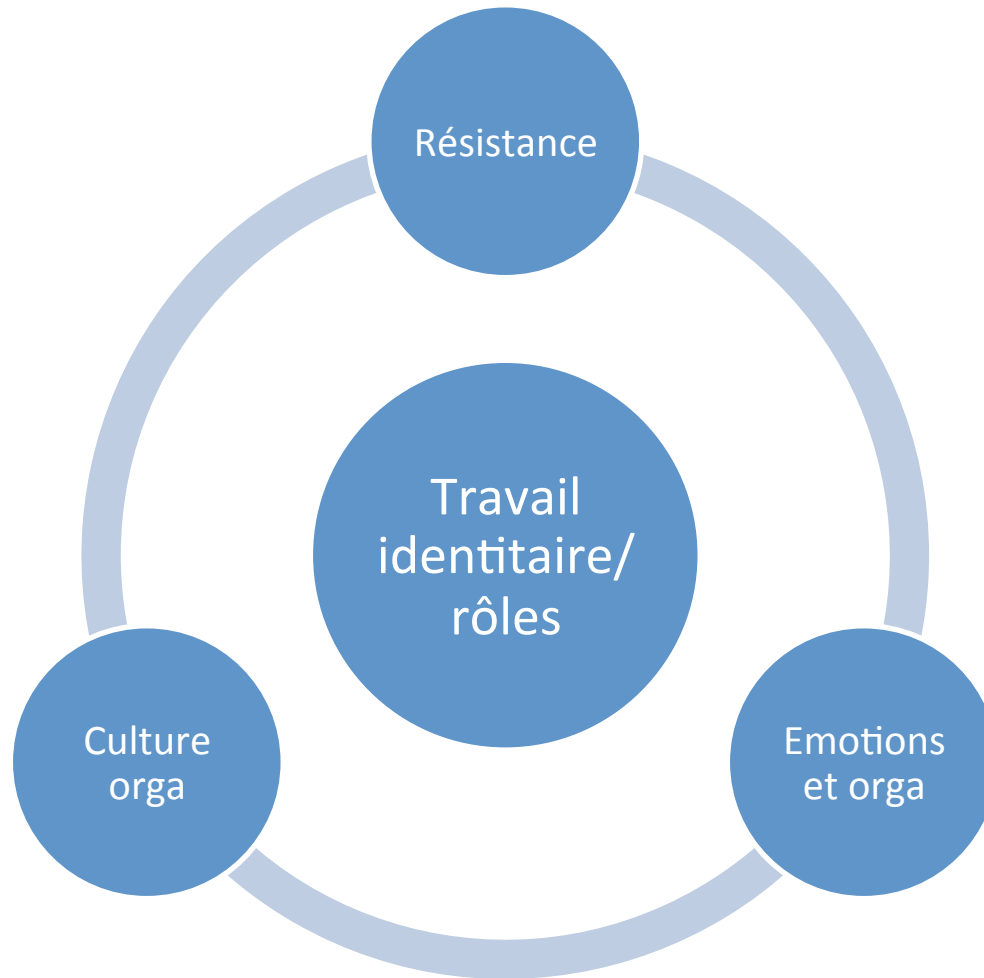 Résistance
Travail
identitaire/
rôles
Culture
orga
Emotions
et orga